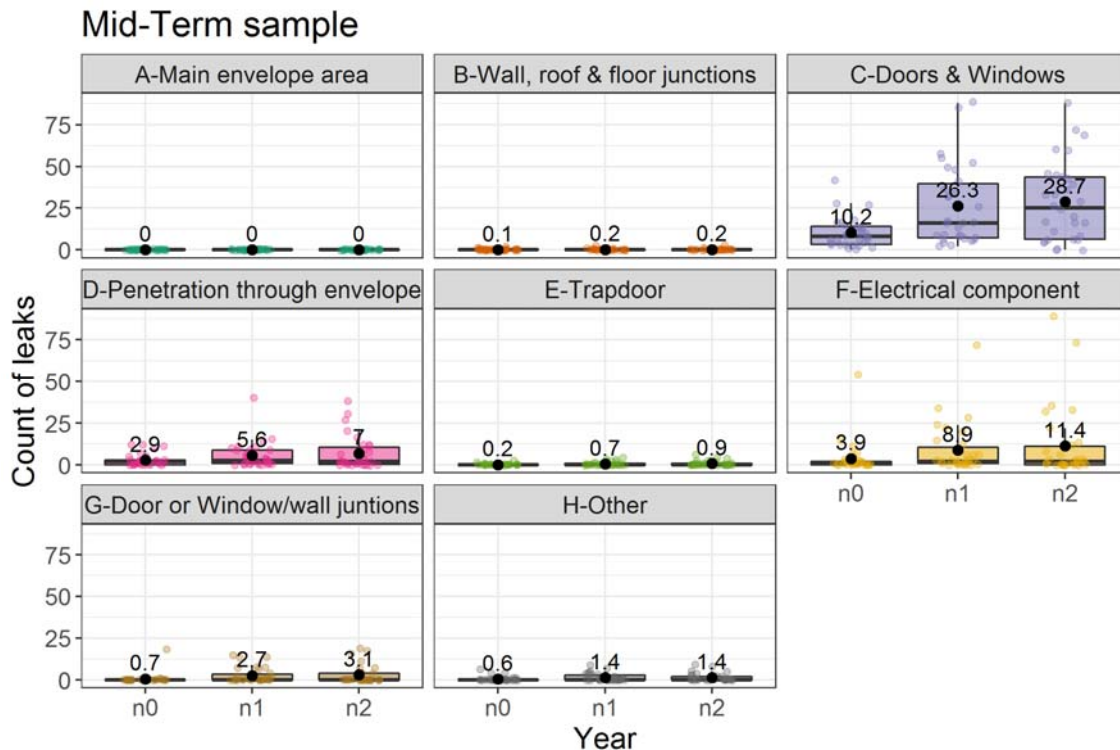 Mid-Term sample
A-Main envelope area
B-Wall, roof & floor junctions
C-Doors & Windows
75
50
25
0
0
0
0
0.1
0.2
0.2
10.2
26.3
28.7
D-Penetration through envelope
E-Trapdoor
F-Electrical component
Count of leaks
75
50
25
0
2.9
5.6
7
0.2
0.7
0.9
3.9
8.9
11.4
n0
n1
n2
G-Door or Window/wall juntions
H-Other
75
50
25
0
0.7
2.7
3.1
0.6
1.4
1.4
n0
n1
n2
n0
n1
n2
Year